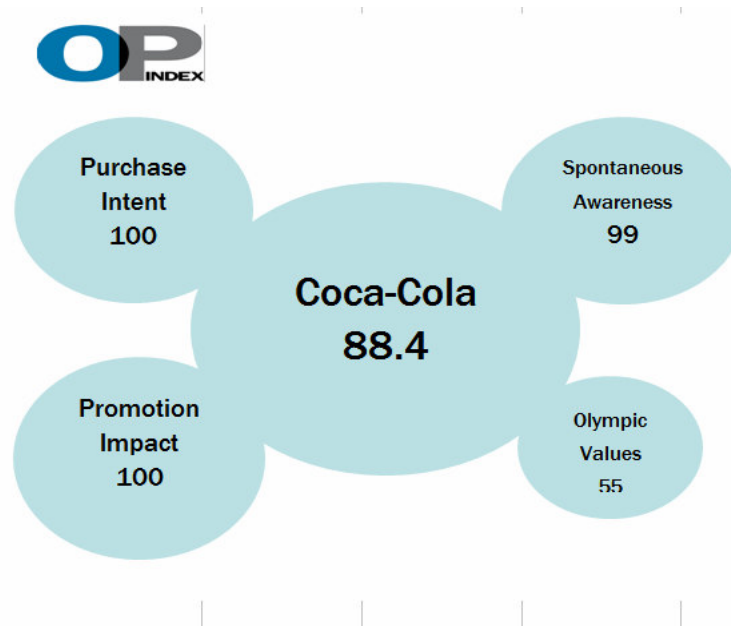 OP
INDEX
Purchase
Intent
100
Spontaneous
Awareness
99
Coca-Cola
88.4
Promotion
Impact
100
Olympic
Values
55